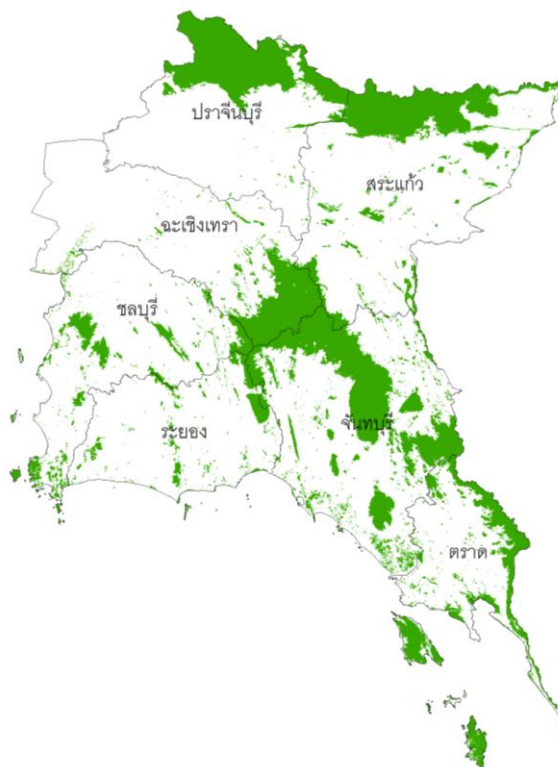 ปราจีนบุรี
สระแก้ว
ฉะเชิงเทรา
ชลบุรี
ระยอง
จันทบุรี
ตราด